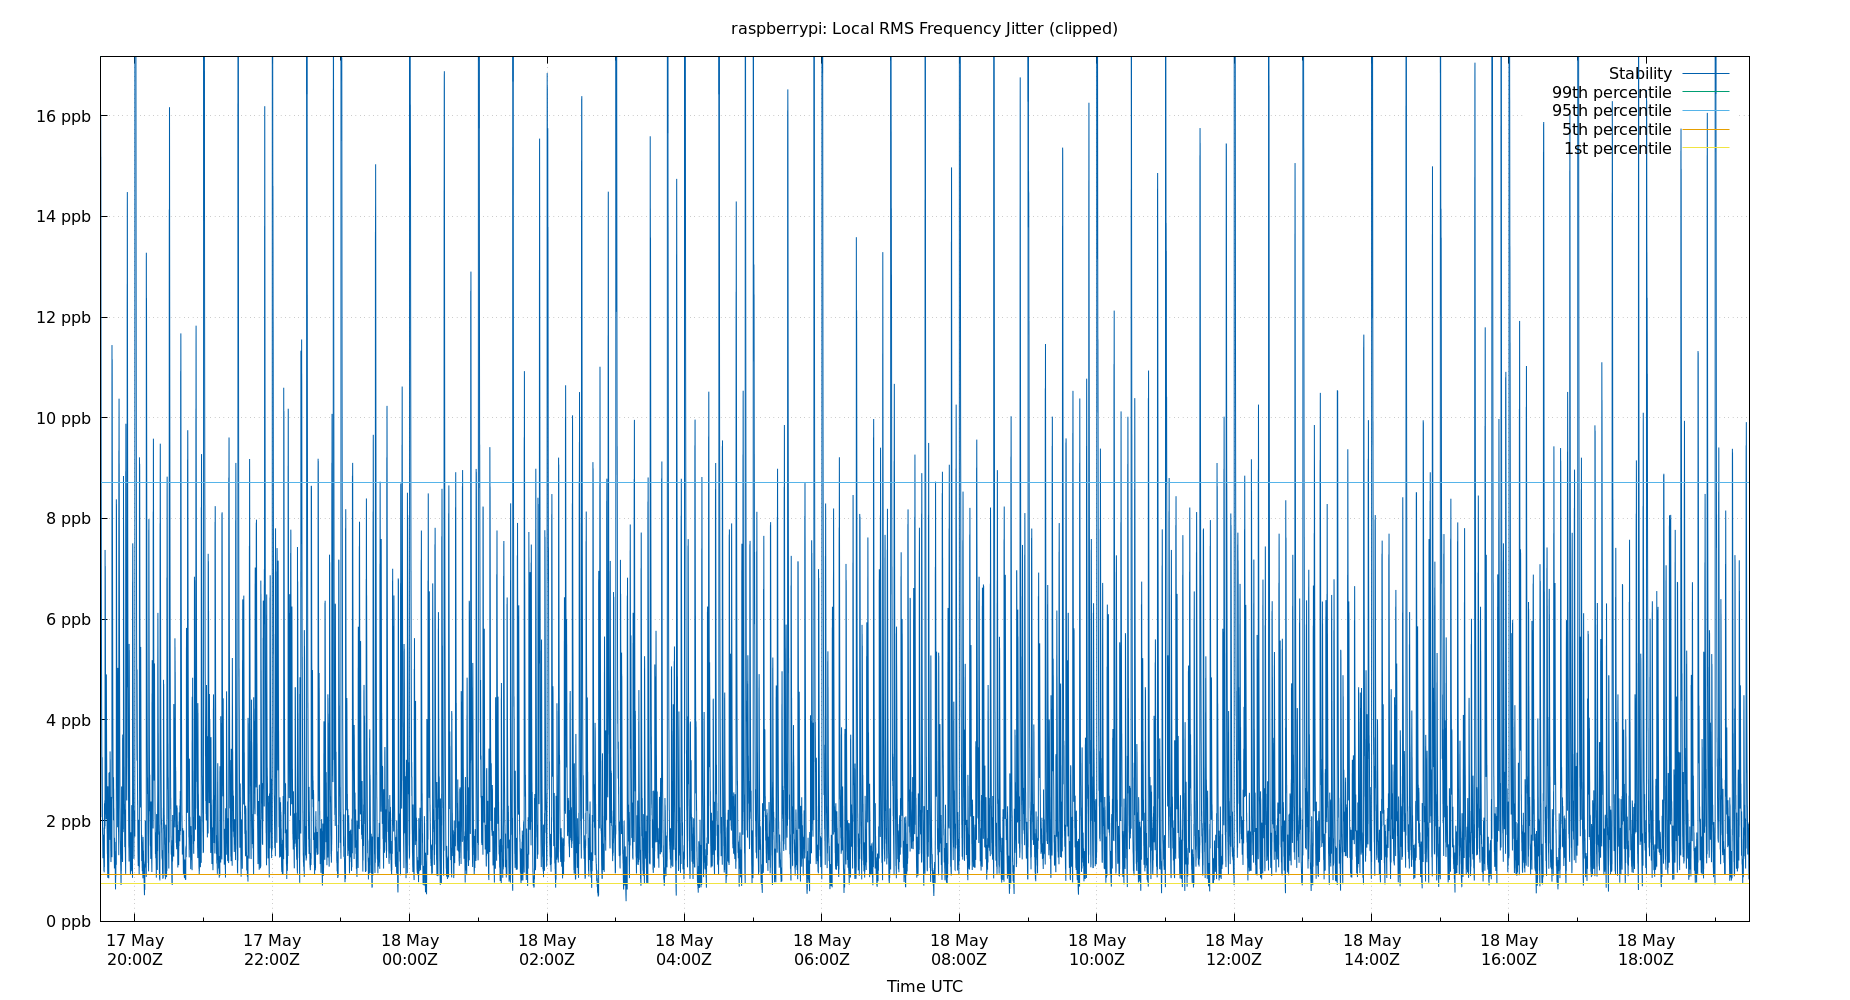 raspberrypi: Local RMS Frequency Jitter (clipped)
Stability
99th percentile
95th percentile
5th percentile
1st percentile
16 ppb
14 ppb
12 ppb
10 ppb
8 ppb
6 ppb
4 ppb
2 ppb
0 ppb
17 May 17 May 18 May 18 May 18 May 18 May 18 May 18 May 18 May 18 May 18 May 18 May
20:00Z 22:00Z 00:00Z 02:00Z 04:00Z 06:00Z 08:00Z 10:00Z 12:00Z 14:00Z 16:00Z 18:00Z
Time UTC